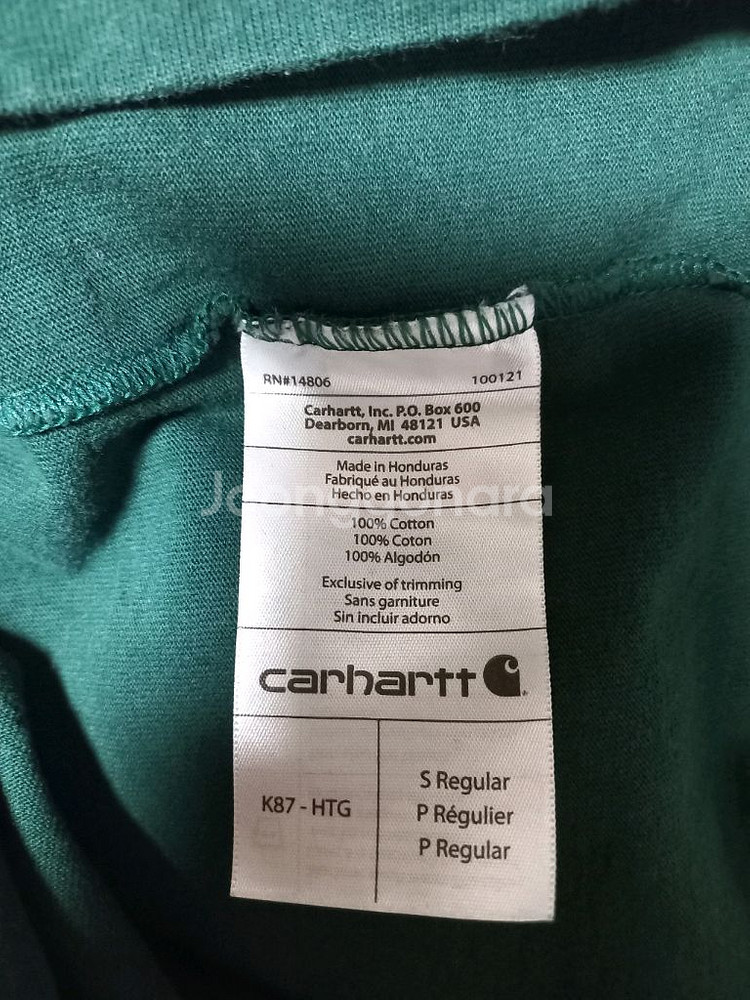 RN#14806 100121
Carhartt, Inc. P.O. Box 600
Dearborn, MI 48121 USA
carhartt.com
Made in Honduras
Fabriqué au Honduras
Hecho en Honduras
Joongonara
100% Cotton
100% Coton
100% Algodón
Exclusive of trimming
Sans garniture
Sin incluir adorno
carhartt
K87 - HTG
S Regular
P Régulier
P Regular